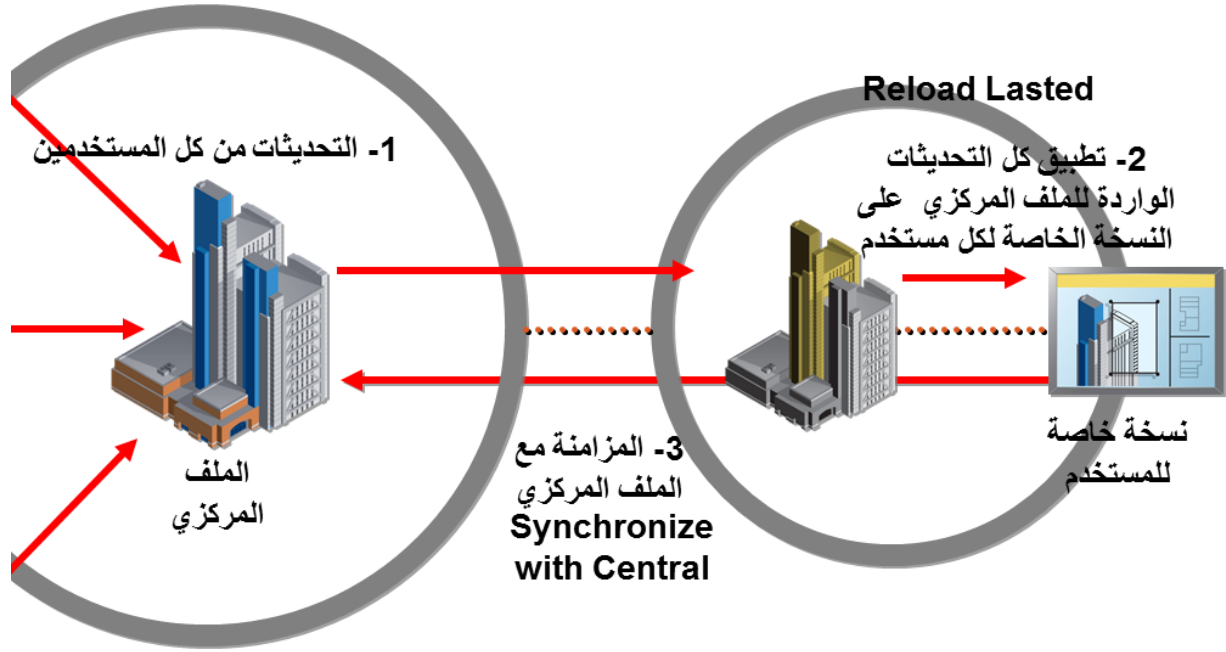 Reload Lasted
1- التحديثات من كل المستخدمين
2- تطبيق كل التحديثات
الواردة للملف المركزي على
النسخة الخاصة لكل مستخدم
نسخة خاصة
للمستخدم
3- المزامنة مع
الملف المركزي
Synchronize
with Central
الملف
المركزي